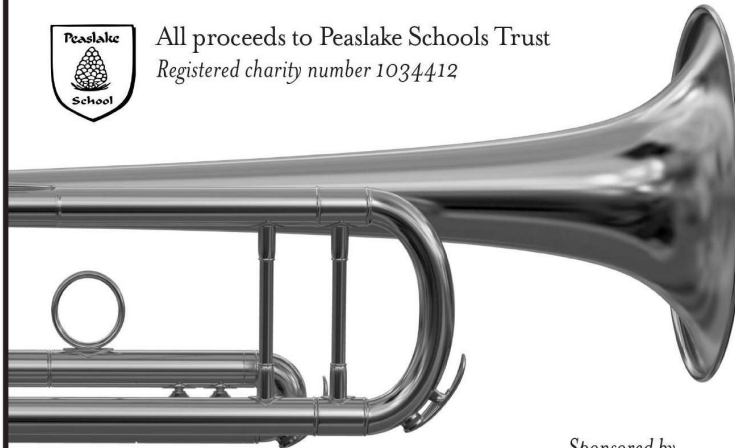 Peaslake
School
All proceeds to Peaslake Schools Trust
Registered charity number 1034412
Sponsored by